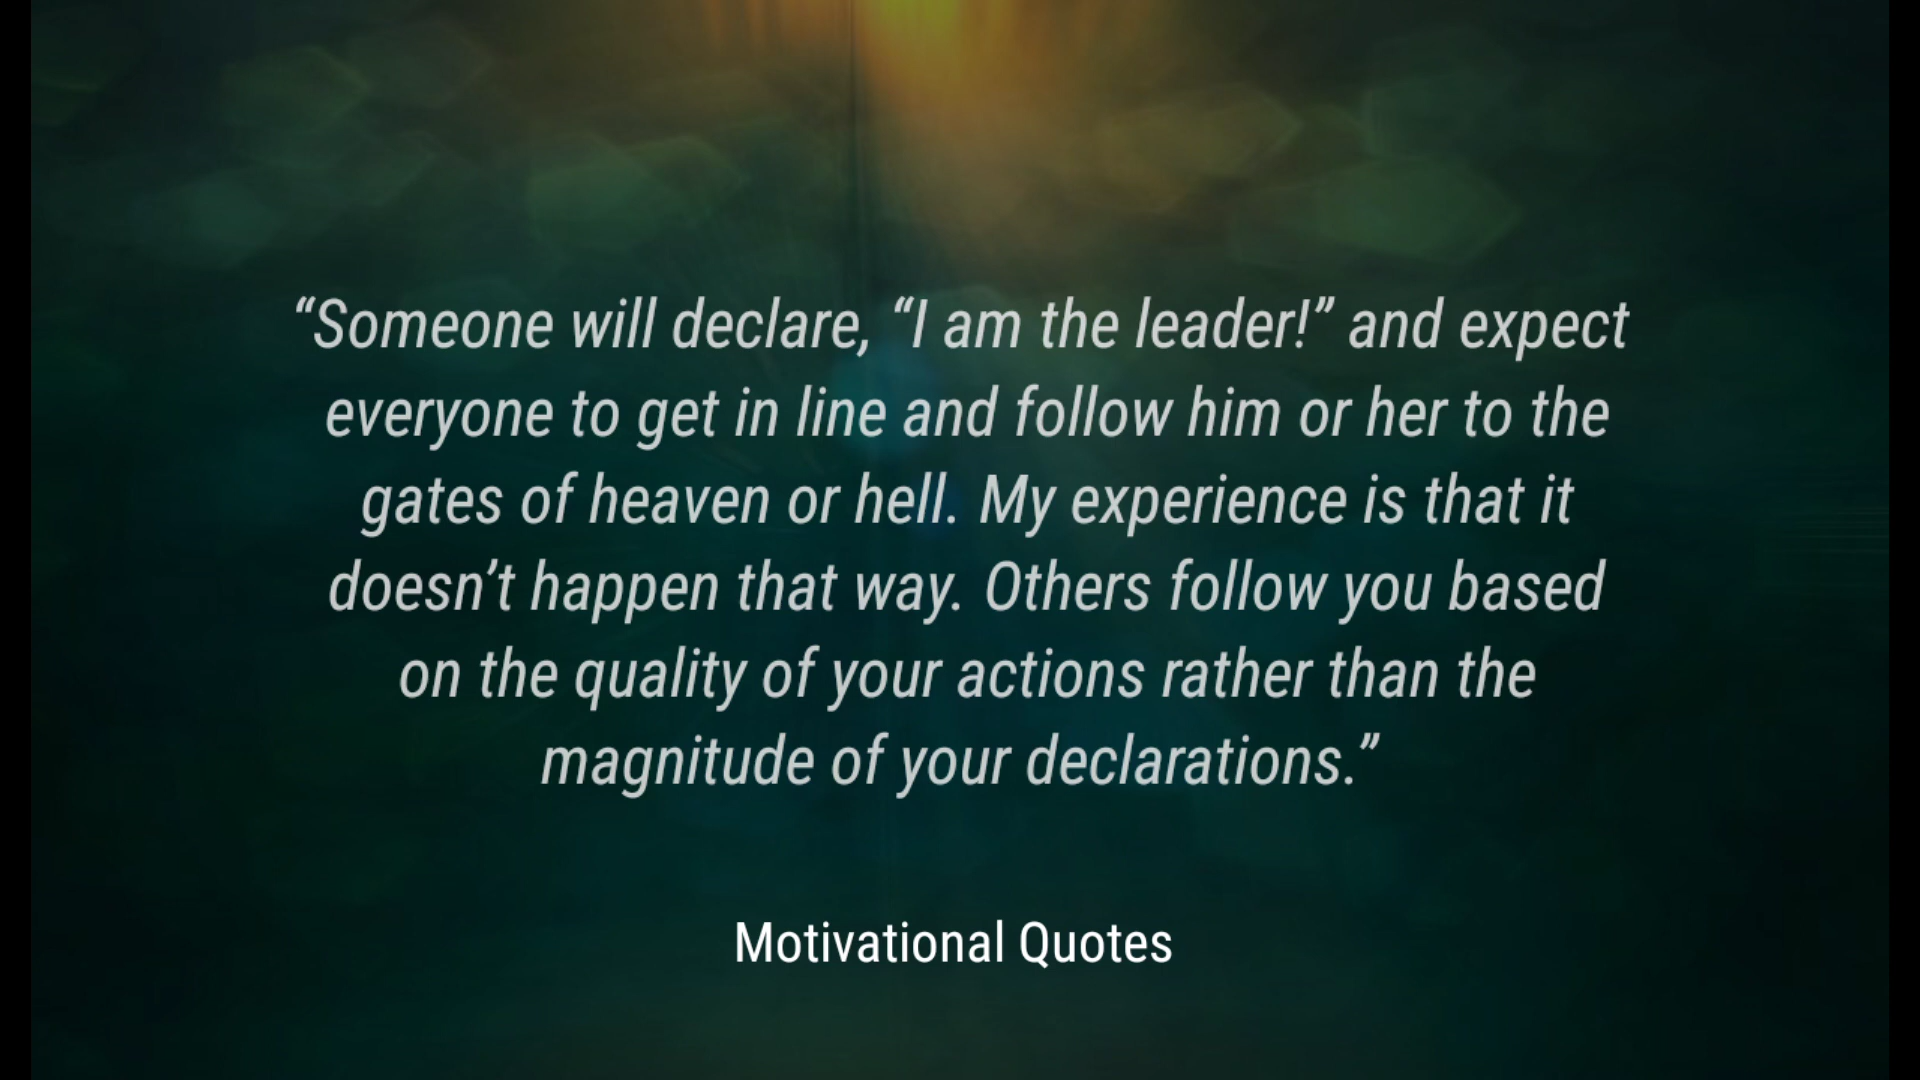 “Someone will declare, “I am the leader!” and expect
everyone to get in line and follow him or her to the
gates of heaven or hell. My experience is that it
doesn’t happen that way. Others follow you based
on the quality of your actions rather than the
magnitude of your declarations.”
Motivational Quotes